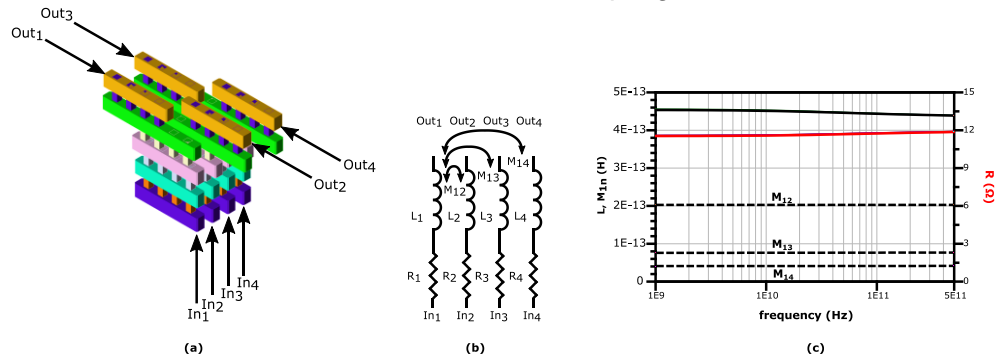 Out3
Out1
Out4
Out2
In4
In3
In2
In1
(a)
Out1 Out2 Out3 Out4
M14
M13
M12
L1 L2 L3 L4
R1 R2 R3 R4
In1 In2 In3 In4
(b)
5E-13 15
4E-13 12
3E-13 9
2E-13 6
1E-13 3
0 0
L, M1n (H)
R (Ω)
M12
M13
M14
1E9 1E10 1E11 5E11
frequency (Hz)
(c)